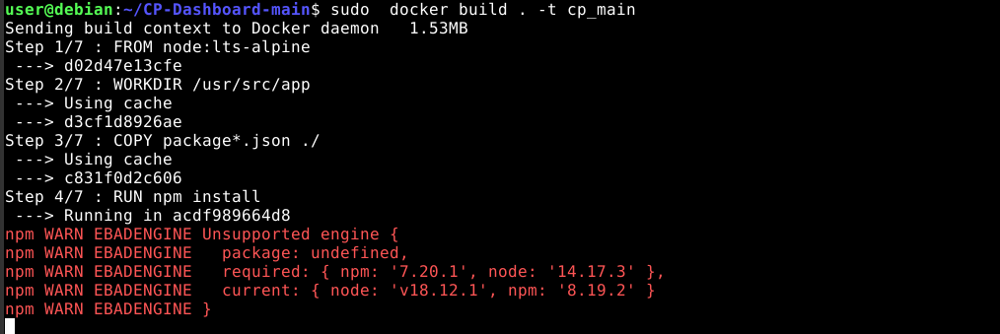 user@debian:~/CP-Dashboard-main$ sudo  docker build . -t cp_main
Sending build context to Docker daemon   1.53MB
Step 1/7 : FROM node:lts-alpine
 ---> d02d47e13cfe
Step 2/7 : WORKDIR /usr/src/app
 ---> Using cache
 ---> d3cf1d8926ae
Step 3/7 : COPY package*.json ./
 ---> Using cache
 ---> c831f0d2c606
Step 4/7 : RUN npm install
 ---> Running in acdf989664d8
npm WARN EBADENGINE Unsupported engine {
npm WARN EBADENGINE   package: undefined,
npm WARN EBADENGINE   required: { npm: '7.20.1', node: '14.17.3' },
npm WARN EBADENGINE   current: { node: 'v18.12.1', npm: '8.19.2' }
npm WARN EBADENGINE }